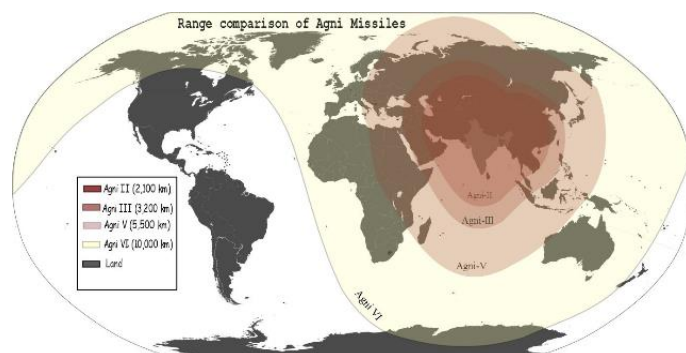 Range comparison of Agni Missiles
Agni II (2,100 km)
Agni III (3,200 km)
Agni V (5,500 km)
Agni VI (10,000 km)
Land
Agni-II
Agni-III
Agni-V
Agni VI